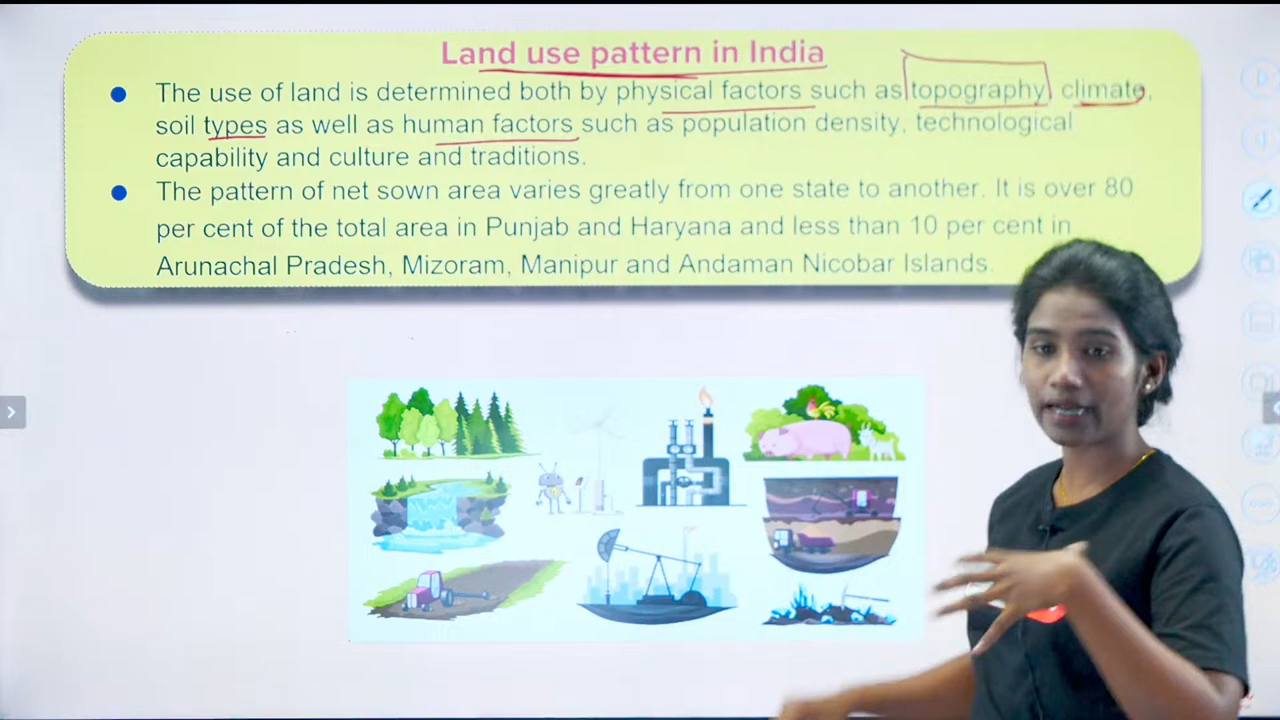 Land use pattern in India
The use of land is determined both by physical factors such as topography, climate,
soil types as well as human factors such as population density, technological
capability and culture and traditions.
The pattern of net sown area varies greatly from one state to another. It is over 80
per cent of the total area in Punjab and Haryana and less than 10 per cent in
Arunachal Pradesh, Mizoram, Manipur and Andaman Nicobar Islands.